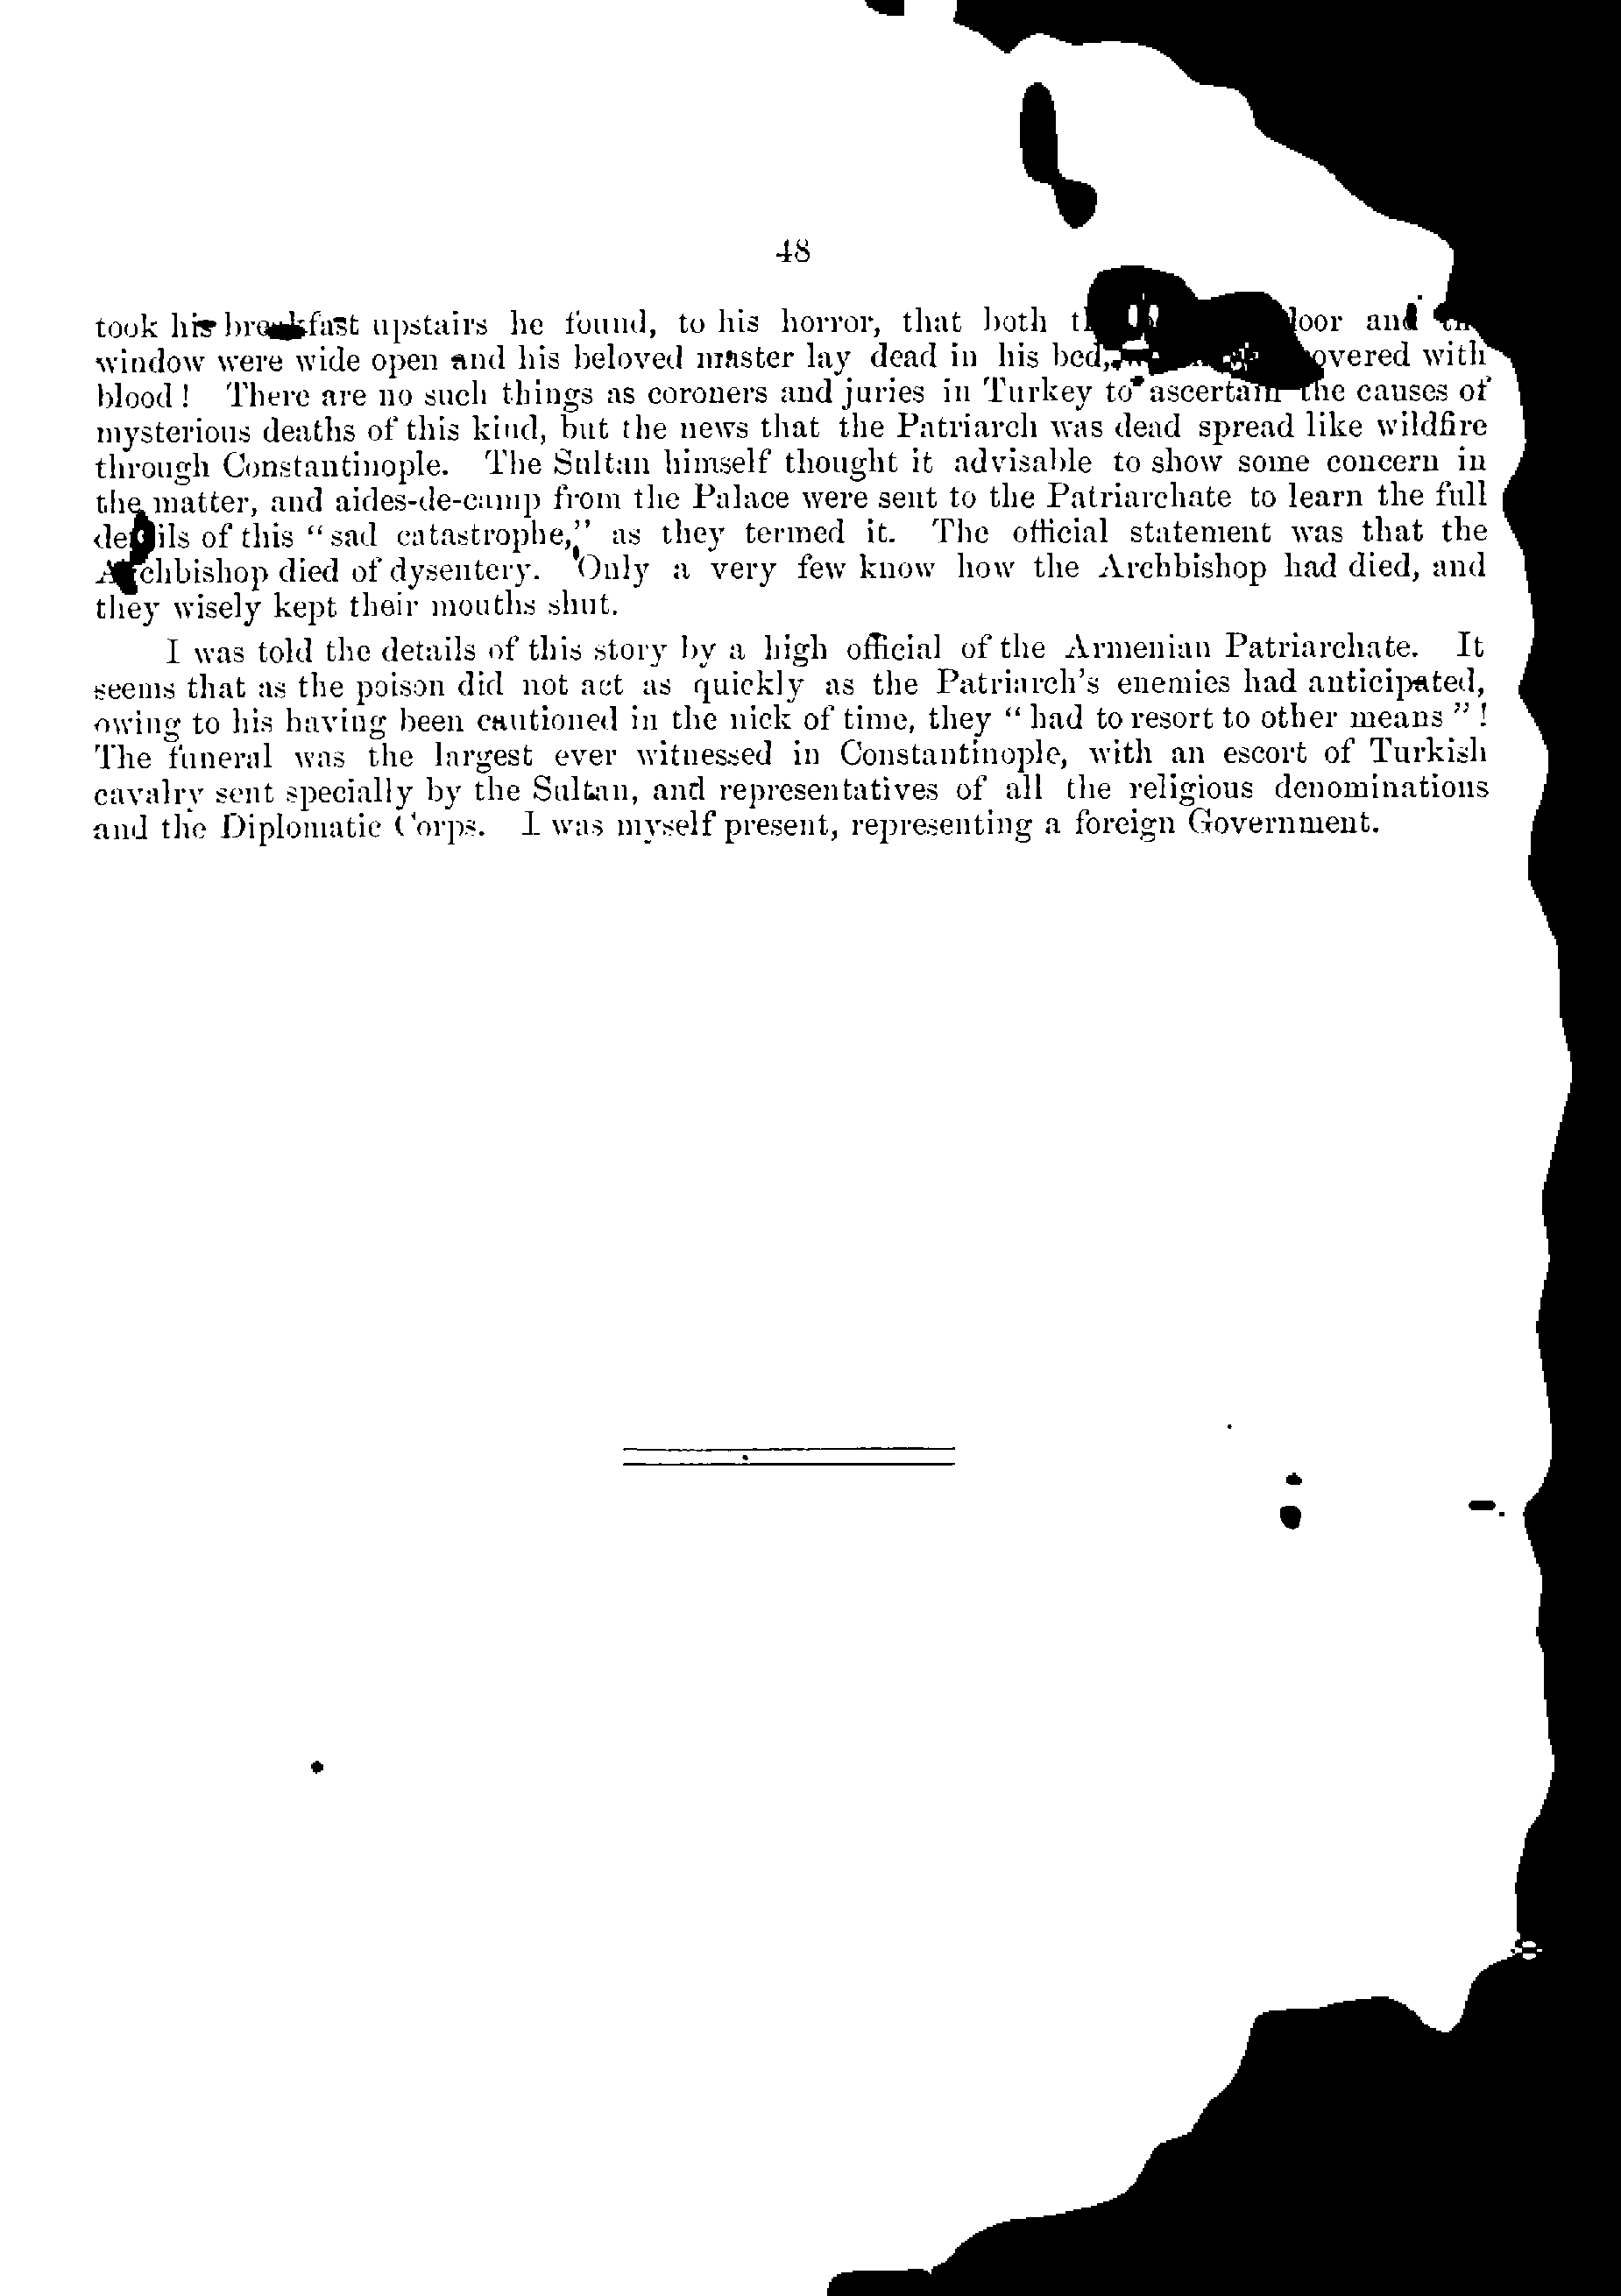 48
took his breakfast upstairs he found, to his horror, that both door and
window were wide open and his beloved master lay dead in his bed, covered with
blood! There are no such things as coroners and juries in Turkey to ascertain the causes of
mysterious deaths of this kind, but the news that the Patriarch was dead spread like wildfire
through Constantinople. The Sultan himself thought it advisable to show some concern in
the matter, and aides-de-camp from the Palace were sent to the Patriarchate to learn the full
details of this “sad catastrophe,” as they termed it. The official statement was that the
Archbishop died of dysentery. Only a very few know how the Archbishop had died, and
they wisely kept their mouths shut.
I was told the details of this story by a high official of the Armenian Patriarchate. It
seems that as the poison did not act as quickly as the Patriarch's enemies had anticipated,
owing to his having been cautioned in the nick of time, they “had to resort to other means”!
The funeral was the largest ever witnessed in Constantinople, with an escort of Turkish
cavalry sent specially by the Sultan, and representatives of all the religious denominations
and the Diplomatic Corps. I was myself present, representing a foreign Government.